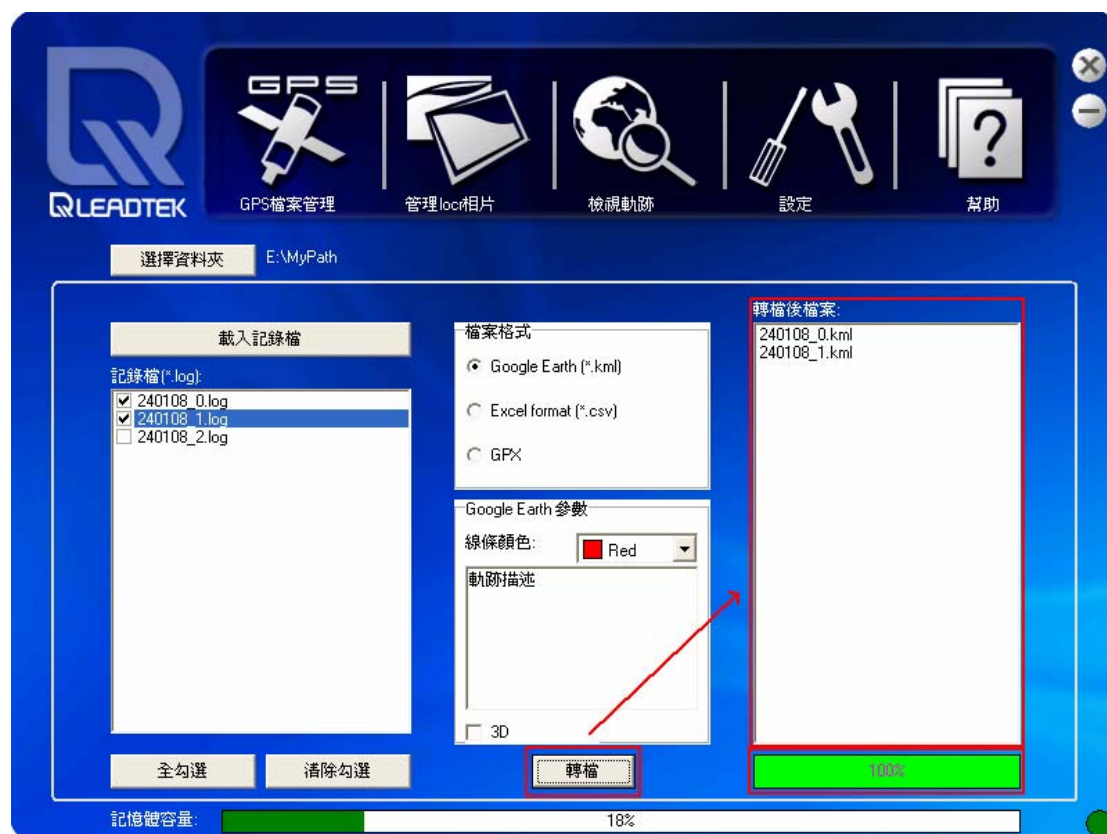 GPS
LEADTEK
GPS檔案管理
管理locr相片
檢視軌跡
設定
幫助
選擇資料夾
E:\MyPath
載入記錄檔
記錄檔(*.log):
240108_0.log
240108_1.log
240108_2.log
全勾選
清除勾選
檔案格式
Google Earth (*.kml)
Excel format (*.csv)
GPX
Google Earth 參數
線條顏色:
Red
軌跡描述
3D
轉檔
轉檔後檔案:
240108_0.kml
240108_1.kml
100%
記憶體容量:
18%